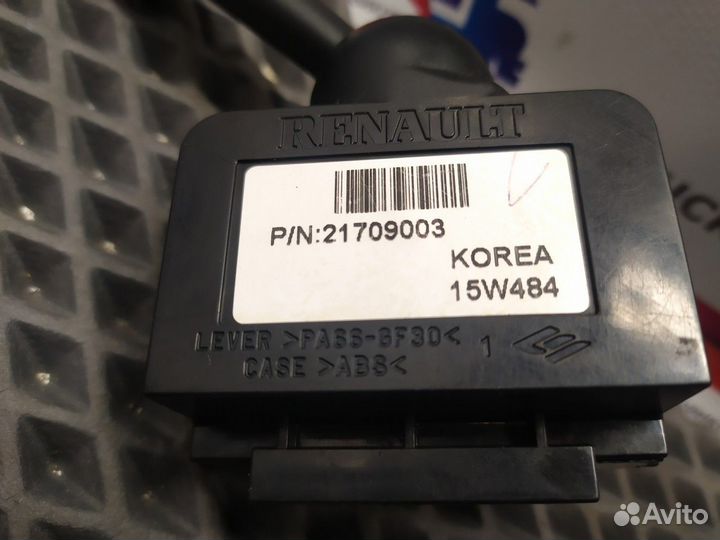 RENAULT
P/N:21709003
KOREA
15W484
LEVER >PA66-GF30< 1
CASE >ABS<
Avito